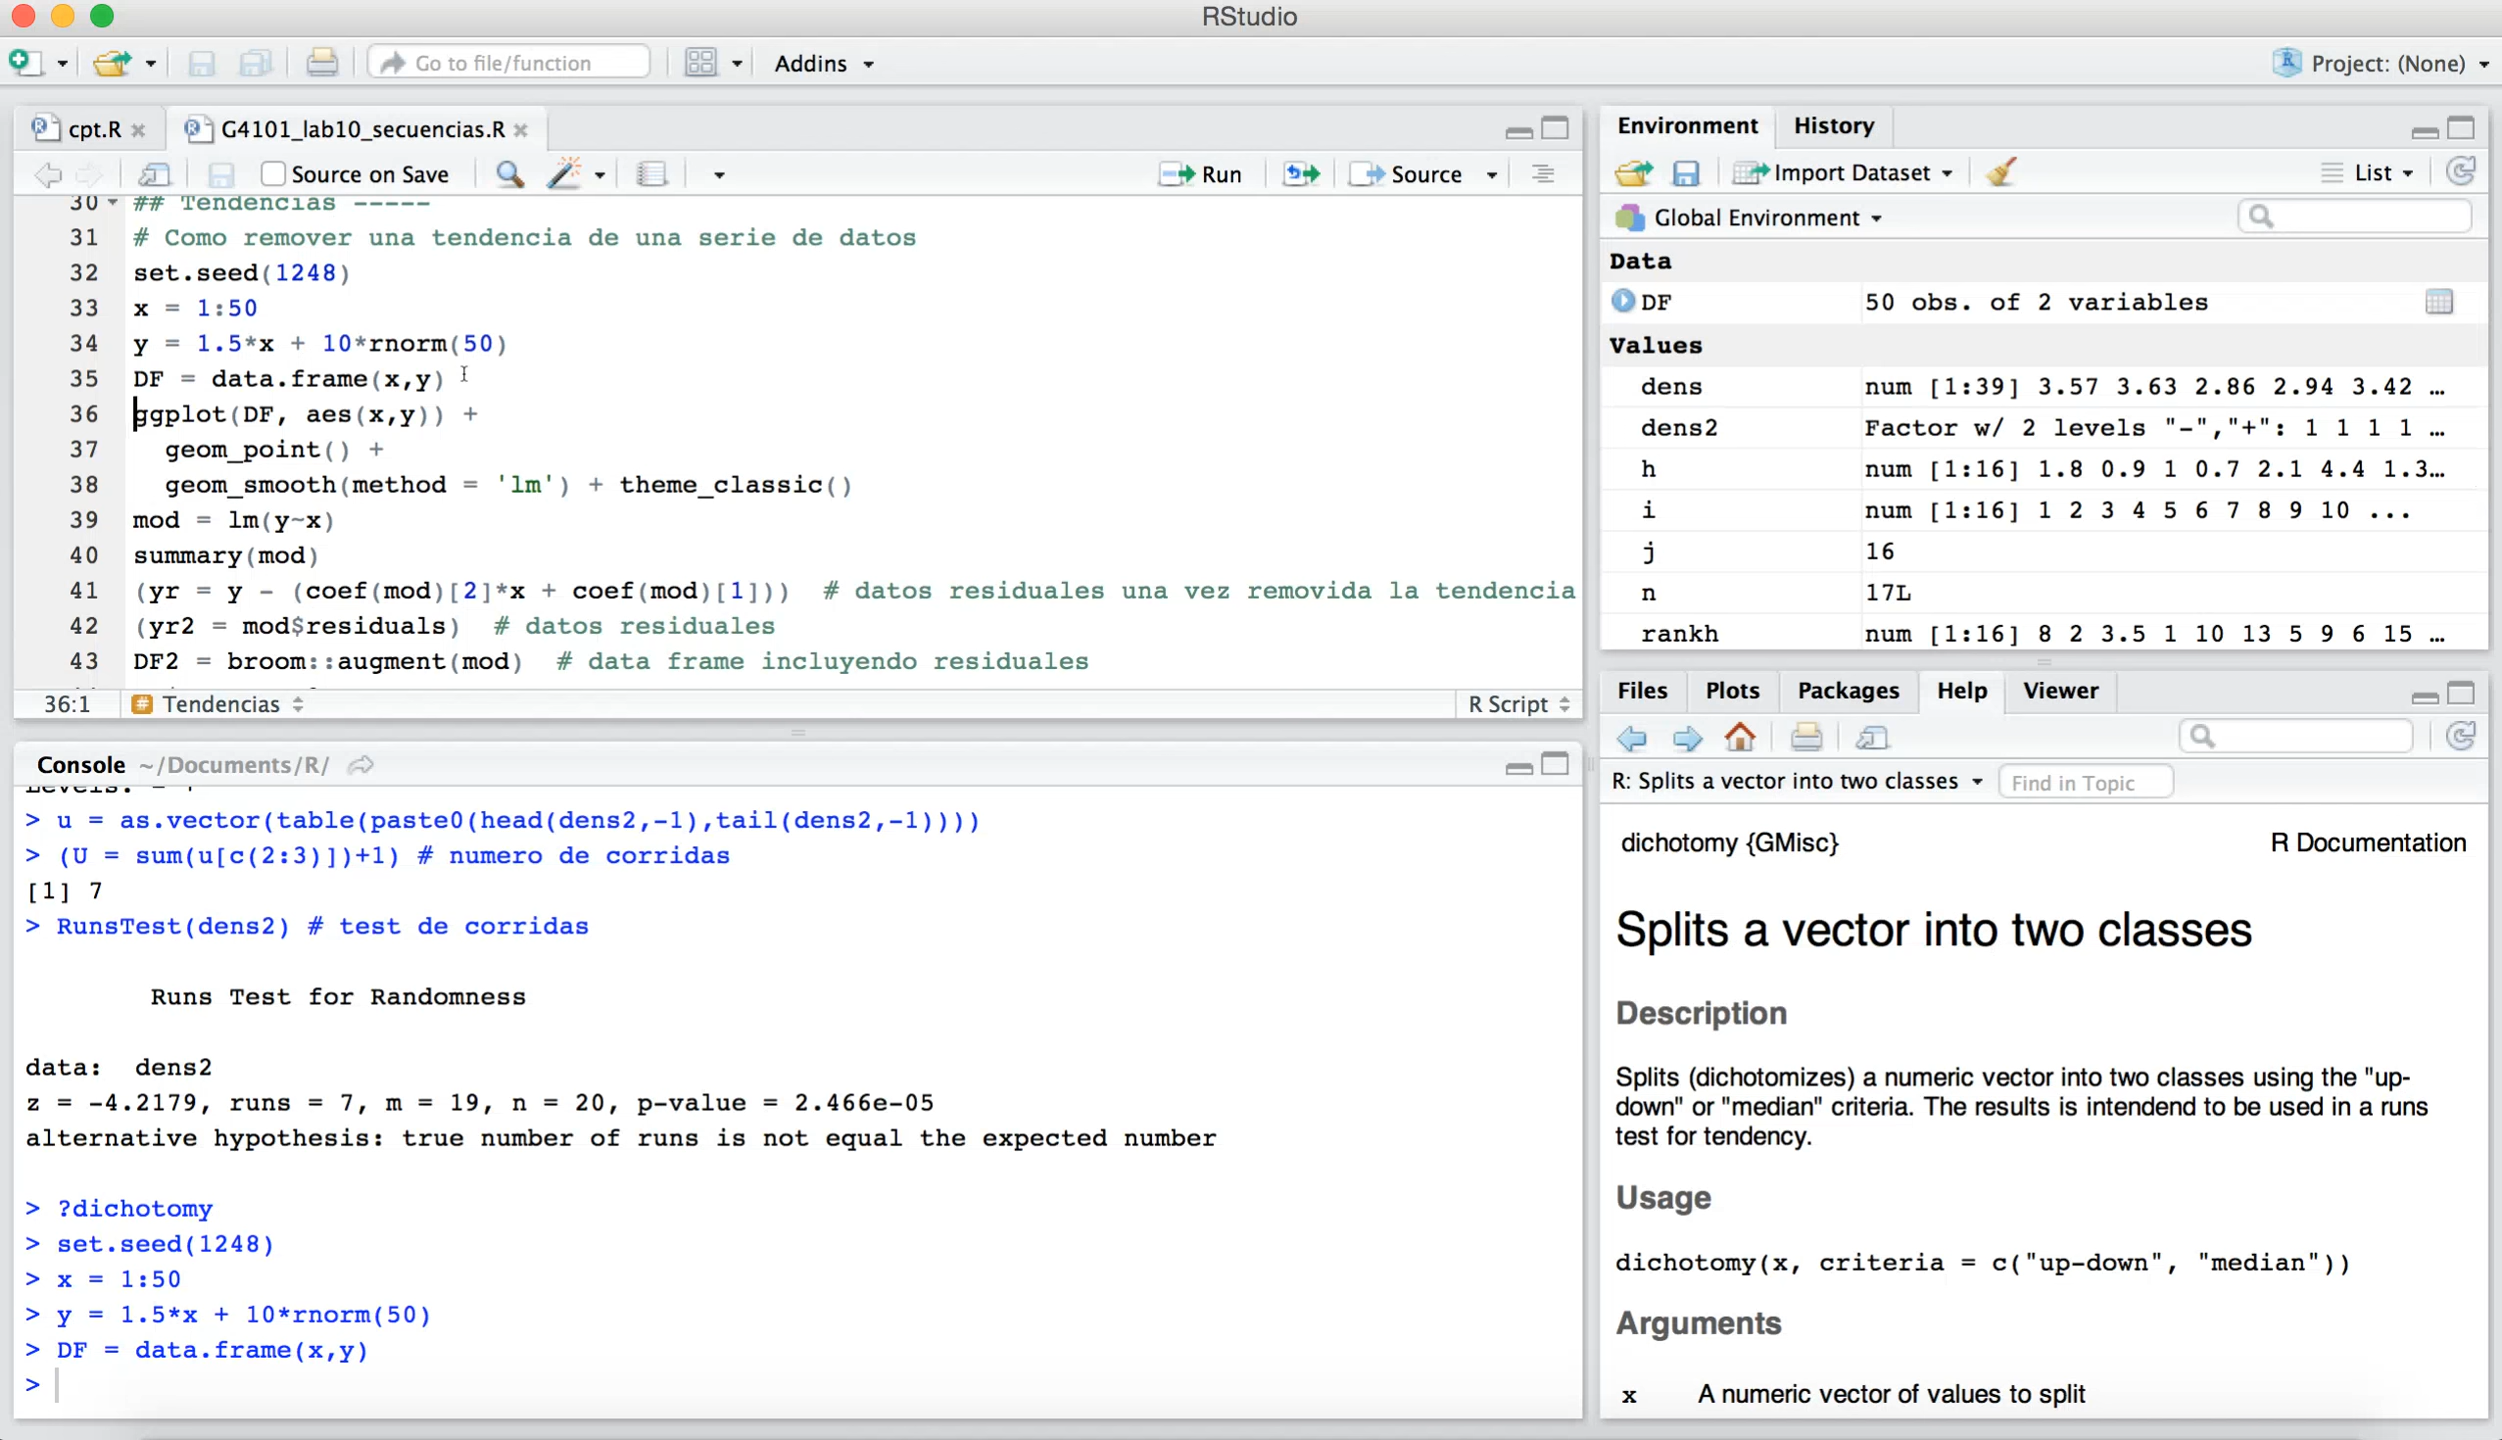 RStudio
Go to file/function
Addins
Project: (None)
cpt.R
G4101_lab10_secuencias.R
Source on Save
Run
Source
30 ## Tendencias -----
31 # Como remover una tendencia de una serie de datos
32 set.seed(1248)
33 x = 1:50
34 y = 1.5*x + 10*rnorm(50)
35 DF = data.frame(x,y)
36 ggplot(DF, aes(x,y)) +
37 geom_point() +
38 geom_smooth(method = 'lm') + theme_classic()
39 mod = lm(y~x)
40 summary(mod)
41 (yr = y - (coef(mod)[2]*x + coef(mod)[1])) # datos residuales una vez removida la tendencia
42 (yr2 = mod$residuals) # datos residuales
43 DF2 = broom::augment(mod) # data frame incluyendo residuales
36:1 # Tendencias
R Script
Console ~/Documents/R/
Levels: - +
> u = as.vector(table(paste0(head(dens2,-1),tail(dens2,-1))))
> (U = sum(u[c(2:3)])+1) # numero de corridas
[1] 7
> RunsTest(dens2) # test de corridas
Runs Test for Randomness
data: dens2
z = -4.2179, runs = 7, m = 19, n = 20, p-value = 2.466e-05
alternative hypothesis: true number of runs is not equal the expected number
> ?dichotomy
> set.seed(1248)
> x = 1:50
> y = 1.5*x + 10*rnorm(50)
> DF = data.frame(x,y)
>
Environment
History
Import Dataset
List
Global Environment
Data
DF 50 obs. of 2 variables
Values
dens num [1:39] 3.57 3.63 2.86 2.94 3.42 …
dens2 Factor w/ 2 levels "-","+": 1 1 1 1 …
h num [1:16] 1.8 0.9 1 0.7 2.1 4.4 1.3…
i num [1:16] 1 2 3 4 5 6 7 8 9 10 ...
j 16
n 17L
rankh num [1:16] 8 2 3.5 1 10 13 5 9 6 15 …
Files
Plots
Packages
Help
Viewer
R: Splits a vector into two classes
Find in Topic
dichotomy {GMisc}
R Documentation
Splits a vector into two classes
Description
Splits (dichotomizes) a numeric vector into two classes using the "up-
down" or "median" criteria. The results is intendend to be used in a runs
test for tendency.
Usage
dichotomy(x, criteria = c("up-down", "median"))
Arguments
x A numeric vector of values to split